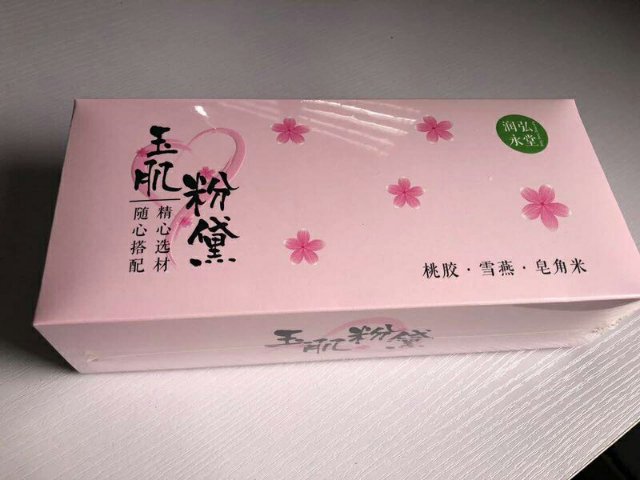 玉肌
粉黛
精心选材
随心搭配
润弘
永堂
桃胶·雪燕·皂角米
玉肌粉黛